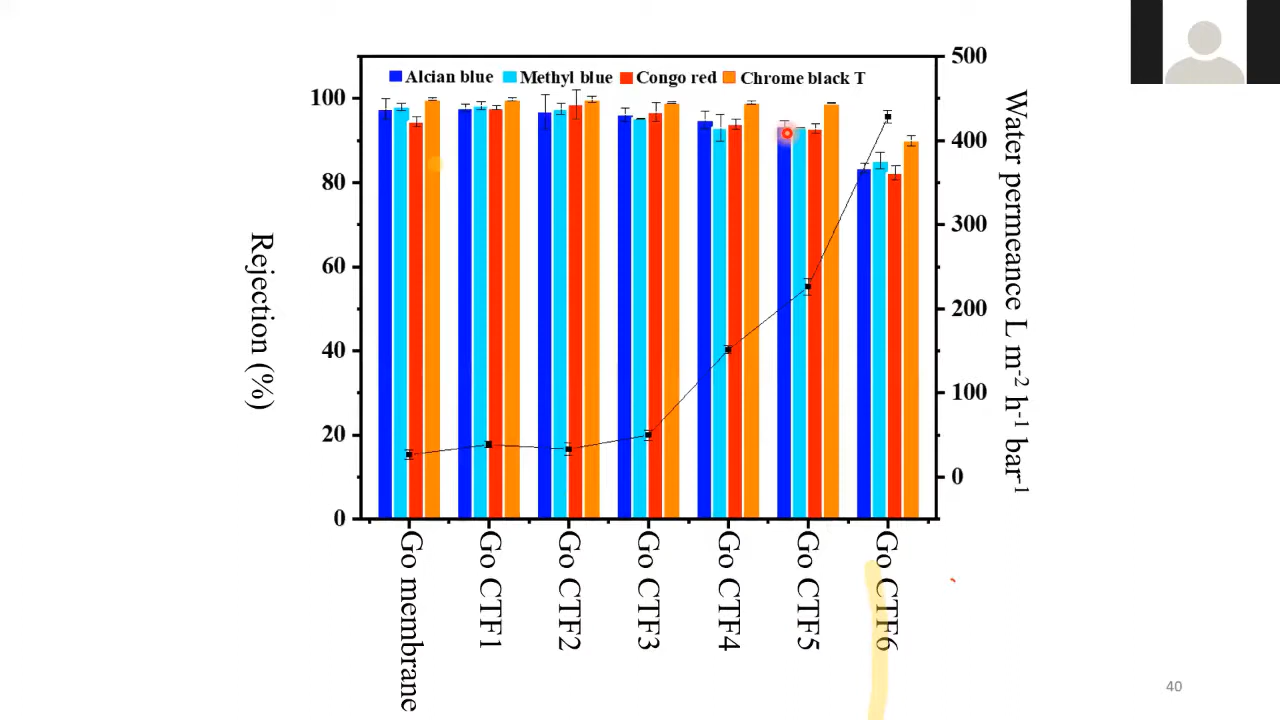 Alcian blue Methyl blue Congo red Chrome black T
Rejection (%)
100
80
60
40
20
0
500
400
300
200
100
0
Water permeance L m⁻² h⁻¹ bar⁻¹
Go membrane
Go CTF1
Go CTF2
Go CTF3
Go CTF4
Go CTF5
Go CTF6
40